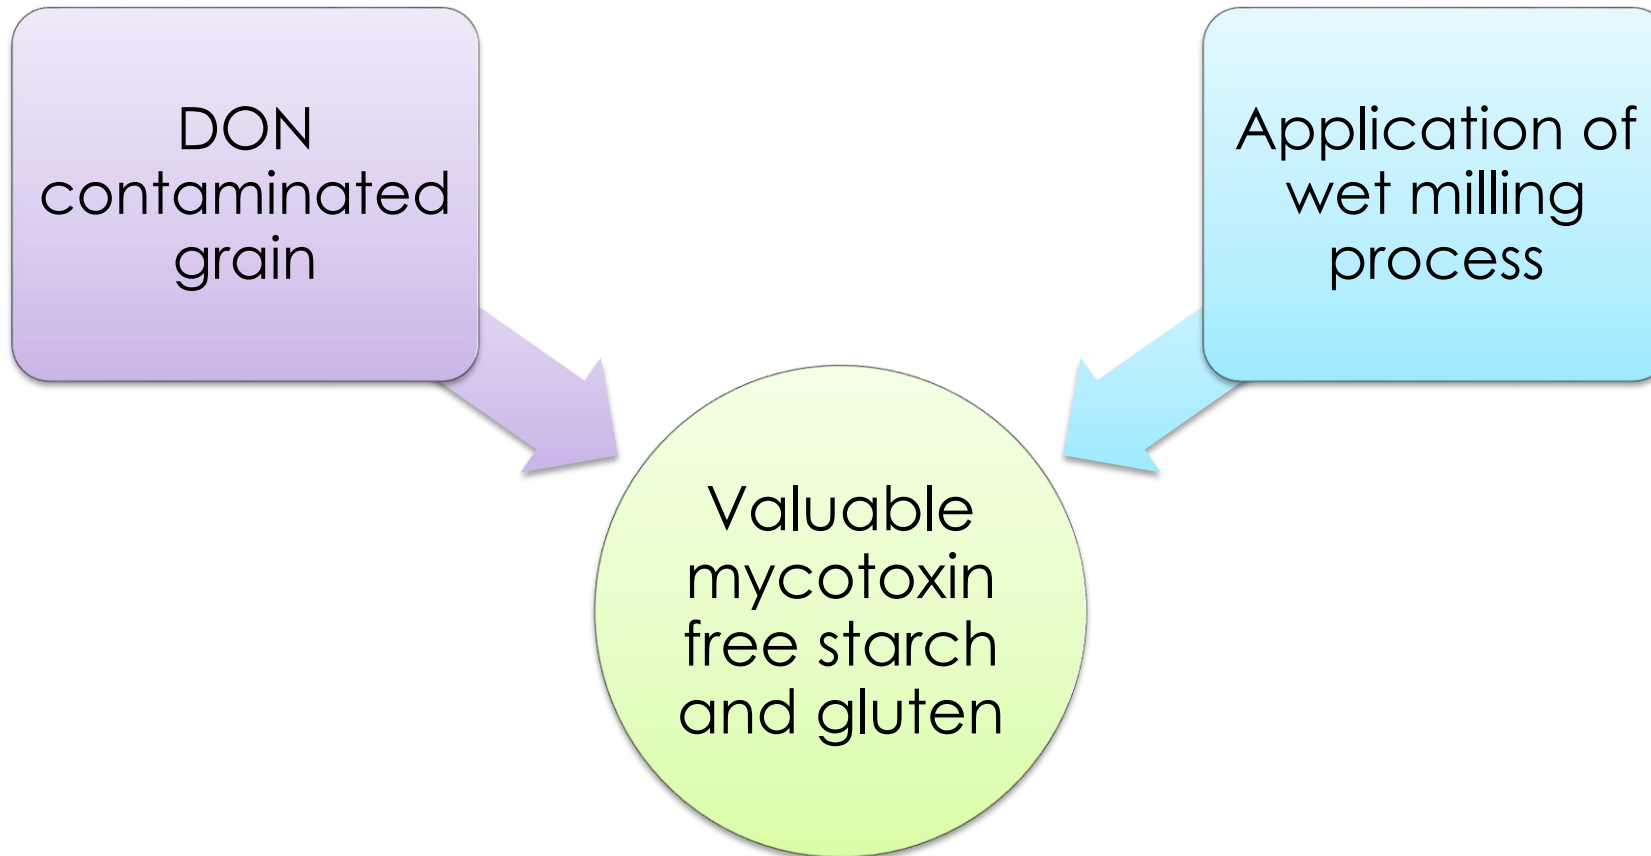 DON
contaminated
grain
Application of
wet milling
process
Valuable
mycotoxin
free starch
and gluten